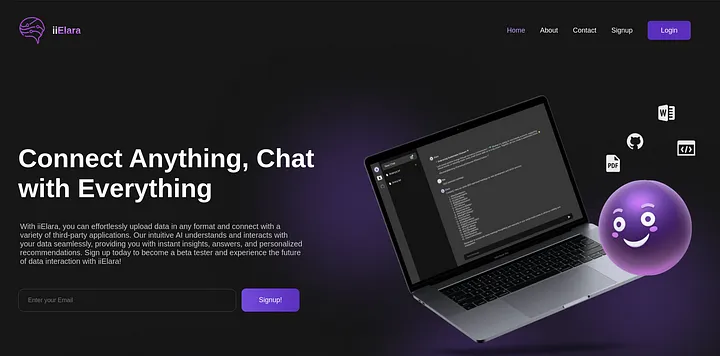 iiElara
Home About Contact Signup Login
Connect Anything, Chat
with Everything
With iiElara, you can effortlessly upload data in any format and connect with a
variety of third-party applications. Our intuitive AI understands and interacts with
your data seamlessly, providing you with instant insights, answers, and personalized
recommendations. Sign up today to become a beta tester and experience the future
of data interaction with iiElara!
Enter your Email Signup!
W
PDF